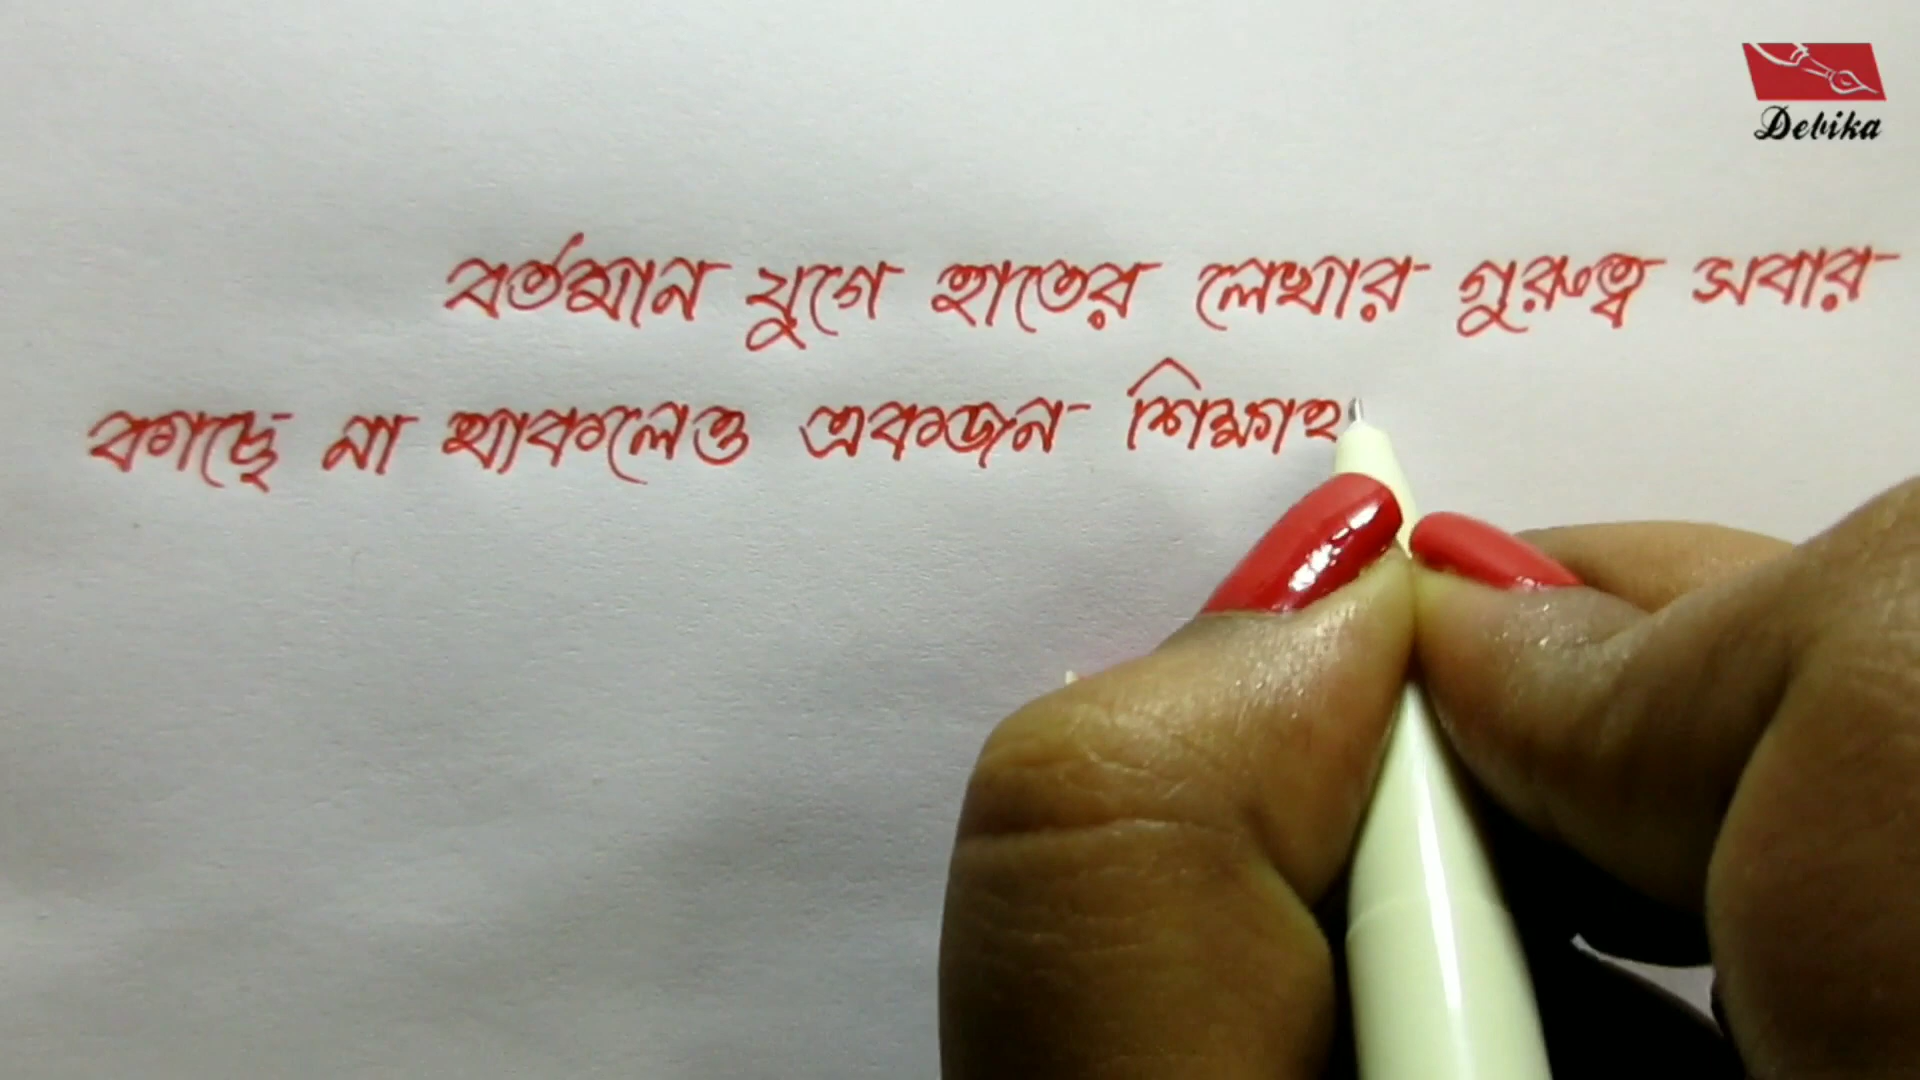 Debika
বর্তমান যুগে হাতের লেখার গুরুত্ব সবার
কাছে না থাকলেও একজন